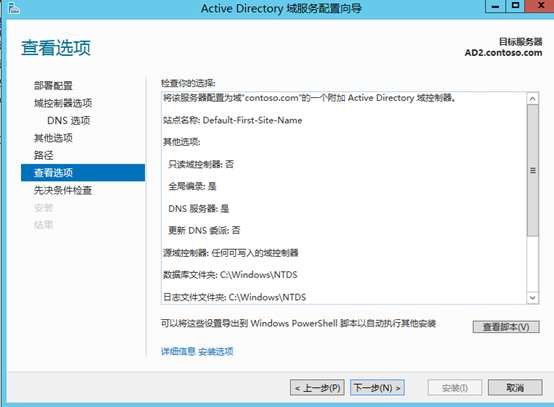 Active Directory 域服务配置向导
查看选项
目标服务器
AD2.contoso.com
部署配置
域控制器选项
DNS 选项
其他选项
路径
查看选项
先决条件检查
安装
结果
检查你的选择:
将该服务器配置为域"contoso.com"的一个附加 Active Directory 域控制器。
站点名称: Default-First-Site-Name
其他选项:
只读域控制器: 否
全局编录: 是
DNS 服务器: 是
更新 DNS 委派: 否
源域控制器: 任何可写入的域控制器
数据库文件夹: C:\Windows\NTDS
日志文件文件夹: C:\Windows\NTDS
可以将这些设置导出到 Windows PowerShell 脚本以自动执行其他安装
查看脚本(V)
详细信息 安装选项
< 上一步(P)
下一步(N) >
安装(I)
取消